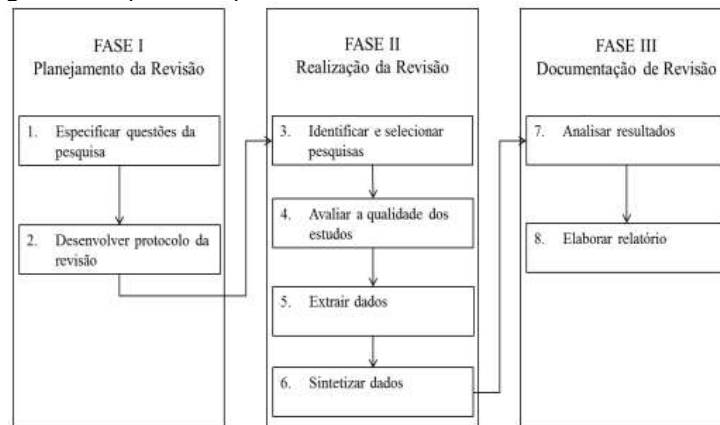 FASE I
Planejamento da Revisão
1. Especificar questões da
pesquisa
2. Desenvolver protocolo da
revisão
FASE II
Realização da Revisão
3. Identificar e selecionar
pesquisas
4. Avaliar a qualidade dos
estudos
5. Extrair dados
6. Sintetizar dados
FASE III
Documentação de Revisão
7. Analisar resultados
8. Elaborar relatório